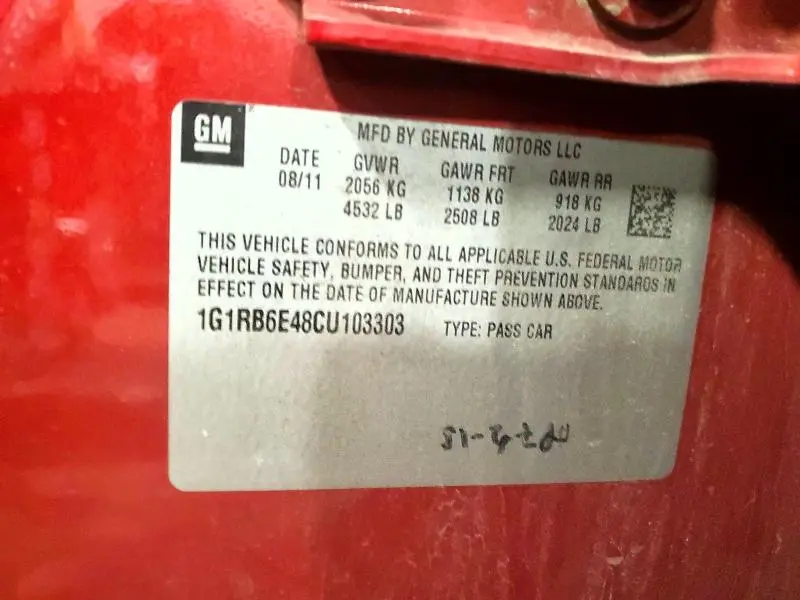 GM
MFD BY GENERAL MOTORS LLC
DATE GVWR GAWR FRT GAWR RR
08/11 2056 KG 1138 KG 918 KG
4532 LB 2508 LB 2024 LB
THIS VEHICLE CONFORMS TO ALL APPLICABLE U.S. FEDERAL MOTOR
VEHICLE SAFETY, BUMPER, AND THEFT PREVENTION STANDARDS IN
EFFECT ON THE DATE OF MANUFACTURE SHOWN ABOVE.
1G1RB6E48CU103303 TYPE: PASS CAR